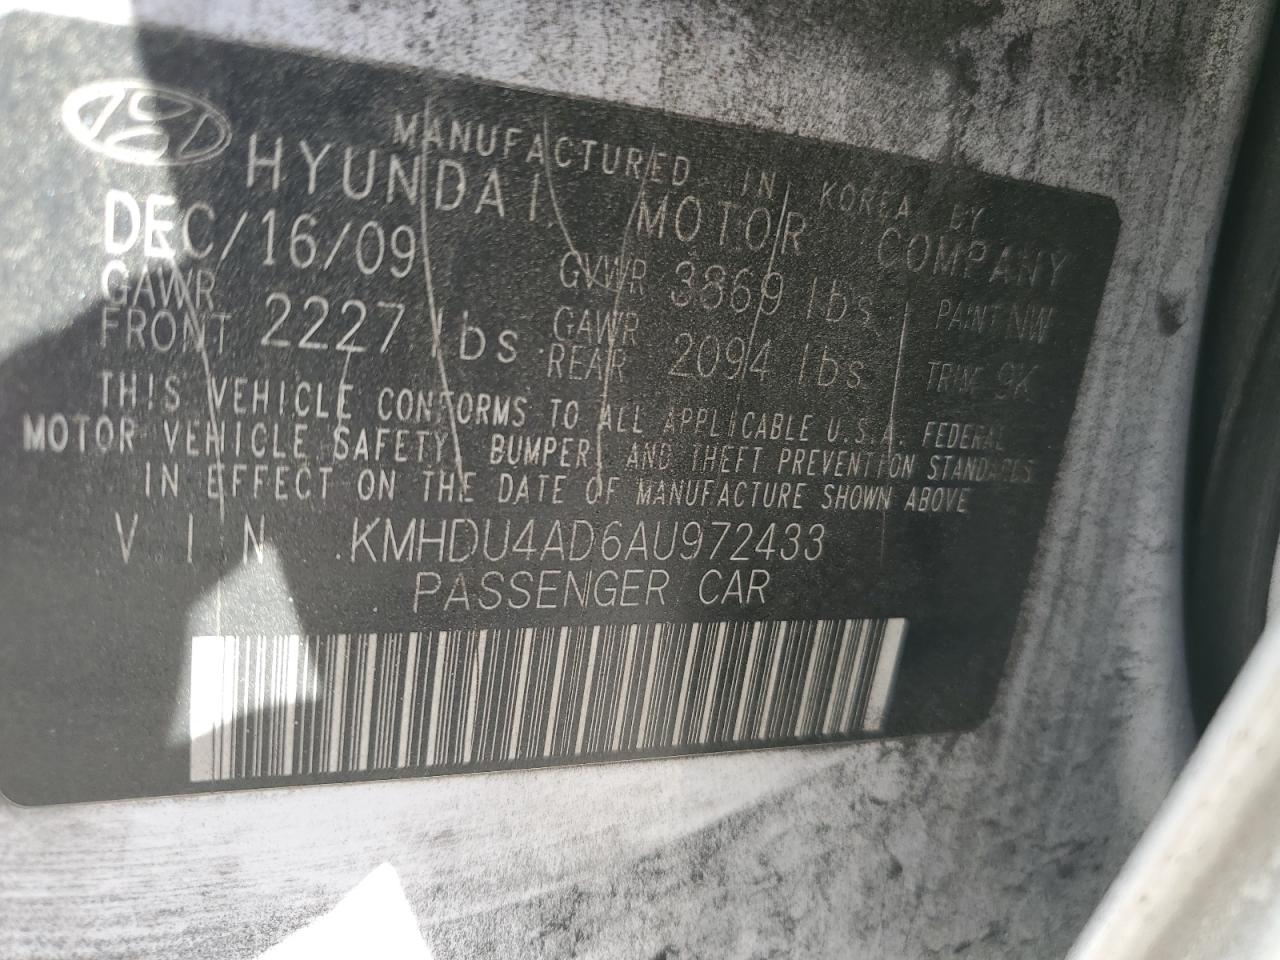 MANUFACTURED IN KOREA BY
HYUNDAI MOTOR COMPANY
DEC/16/09 GVWR 3869 lbs PAINT NW
GAWR FRONT 2227 lbs GAWR REAR 2094 lbs TRIM 9K
THIS VEHICLE CONFORMS TO ALL APPLICABLE U.S.A. FEDERAL
MOTOR VEHICLE SAFETY, BUMPER, AND THEFT PREVENTION STANDARDS
IN EFFECT ON THE DATE OF MANUFACTURE SHOWN ABOVE
VIN KMHDU4AD6AU972433
PASSENGER CAR